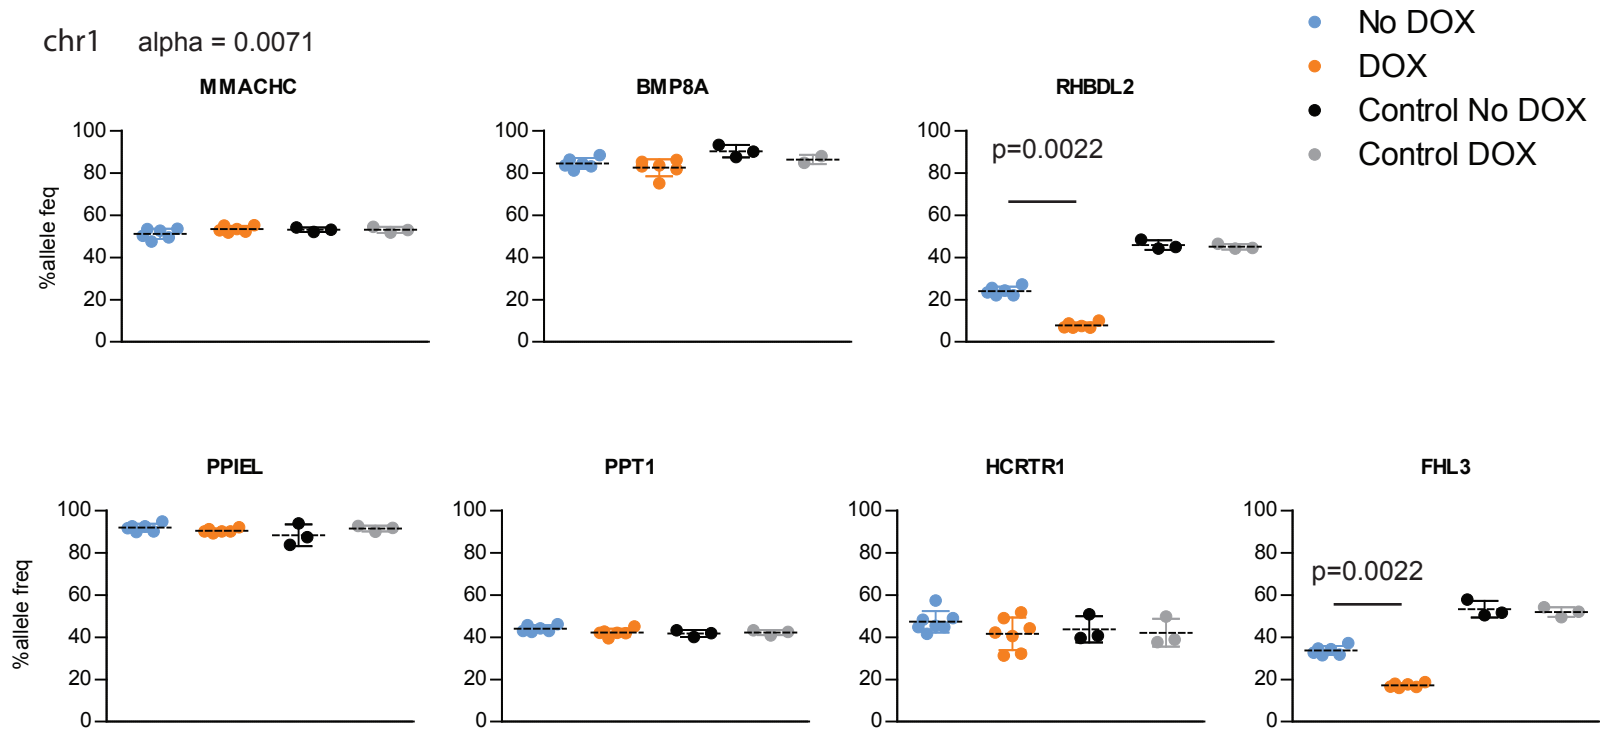 chr1 alpha = 0.0071
No DOX
DOX
Control No DOX
Control DOX
MMACHC
BMP8A
RHBDL2
%allele feq
100
80
60
40
20
0
100
80
60
40
20
0
100
80
60
40
20
0
p=0.0022
PPIEL
PPT1
HCRTR1
FHL3
%allele freq
100
80
60
40
20
0
100
80
60
40
20
0
100
80
60
40
20
0
100
80
60
40
20
0
p=0.0022